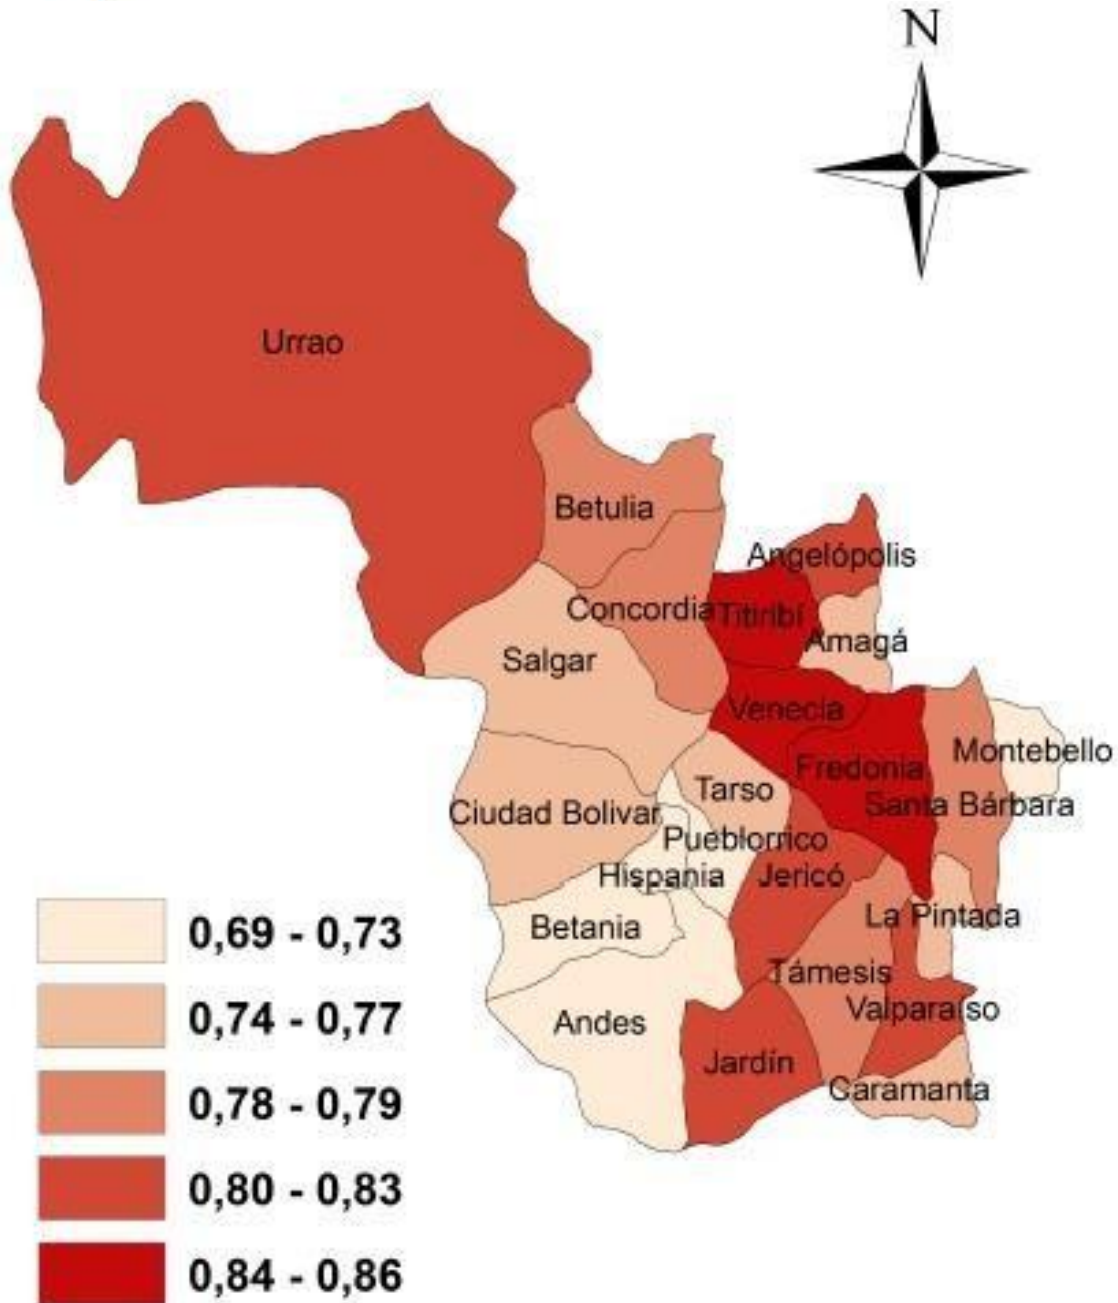 N
Urrao
Betulia
Angelópolis
Concordia
Titiribí
Amagá
Salgar
Venecia
Montebello
Fredonia
Tarso
Santa Bárbara
Ciudad Bolivar
Pueblorrico
Hispania
Jericó
La Pintada
Betania
Támesis
Valparaíso
Andes
Jardín
Caramanta
0,69 - 0,73
0,74 - 0,77
0,78 - 0,79
0,80 - 0,83
0,84 - 0,86